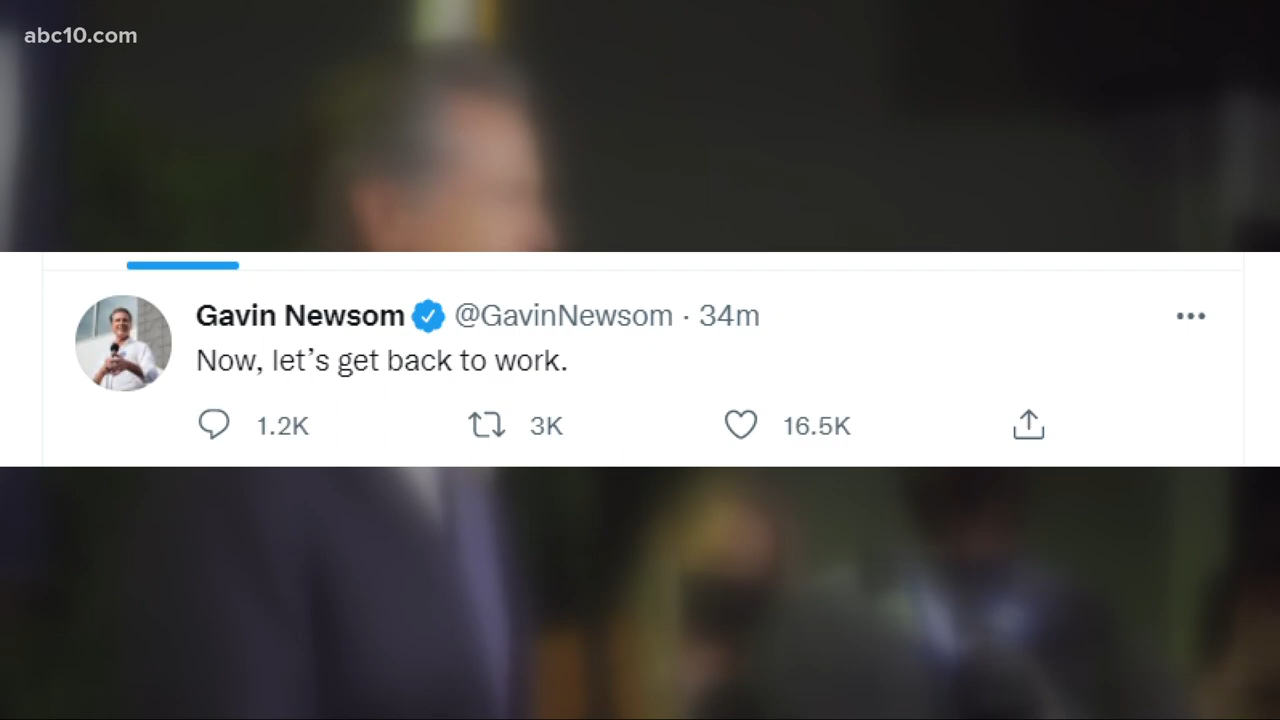 abc10.com
Gavin Newsom @GavinNewsom · 34m
Now, let’s get back to work.
1.2K 3K 16.5K